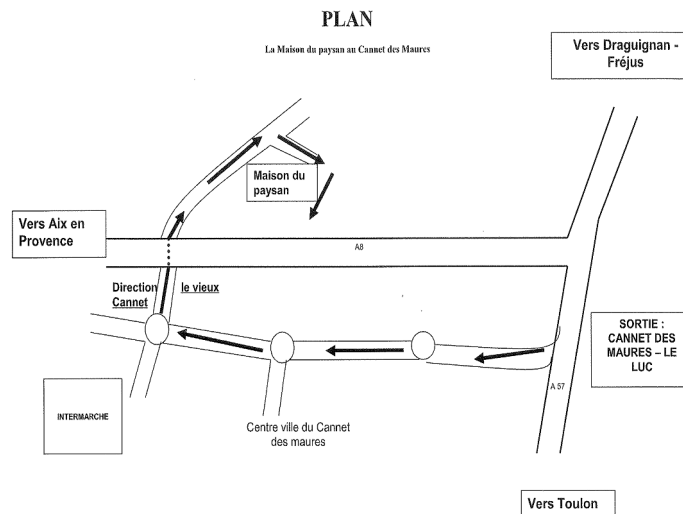 PLAN
La Maison du paysan au Cannet des Maures
Vers Draguignan -
Fréjus
Maison du
paysan
Vers Aix en
Provence
A8
Direction
Cannet
le vieux
SORTIE :
CANNET DES
MAURES – LE
LUC
A 57
INTERMARCHE
Centre ville du Cannet
des maures
Vers Toulon